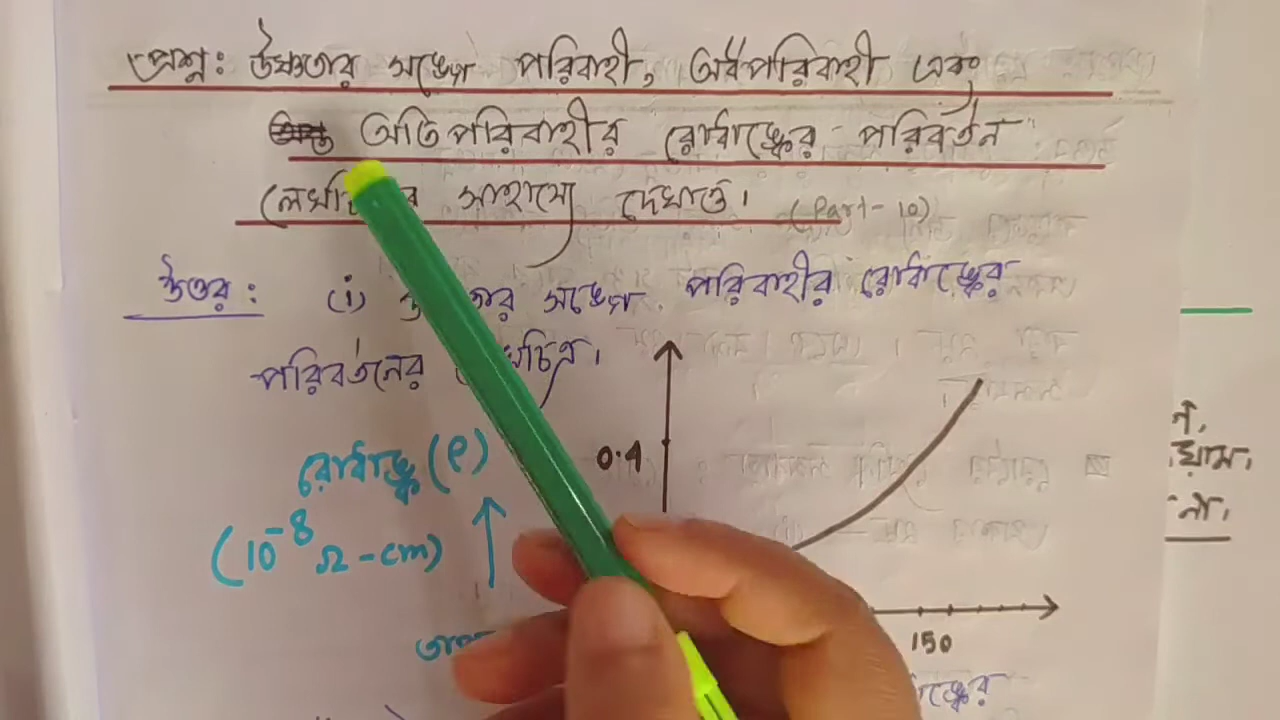 প্রশ্ন: উষ্ণতার সঙ্গে পরিবাহী, অর্ধপরিবাহী এবং
অতিপরিবাহীর রোধাঙ্কের পরিবর্তন
সাহায্যে দেখাও। (Part-10)
উত্তর: (i) সঙ্গে পরিবাহীর রোধাঙ্কের
পরিবর্তনের
রোধাঙ্ক (ρ)
0.4
(10⁻⁸ Ω-cm)
150